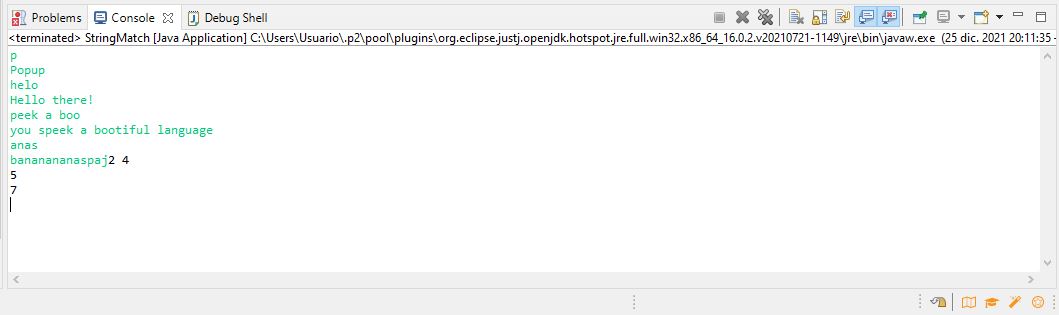 Problems Console Debug Shell
<terminated> StringMatch [Java Application] C:\Users\Usuario\.p2\pool\plugins\org.eclipse.justj.openjdk.hotspot.jre.full.win32.x86_64_16.0.2.v20210721-1149\jre\bin\javaw.exe (25 dic. 2021 20:11:35 -
p
Popup
helo
Hello there!
peek a boo
you speek a bootiful language
anas
banananananaspaj2 4
5
7